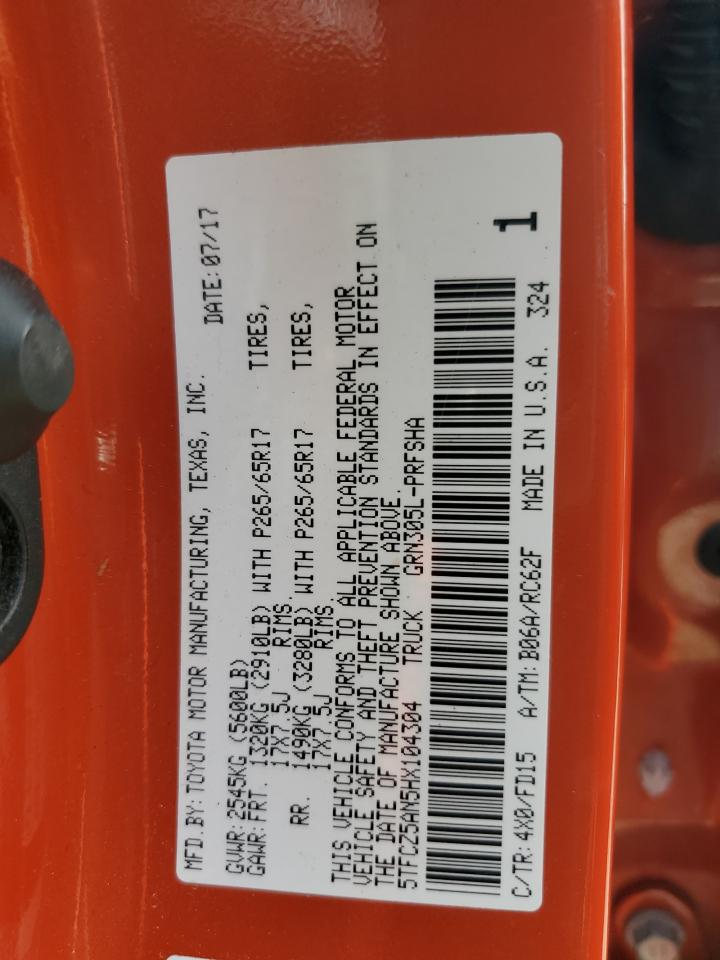 MFD.BY:TOYOTA MOTOR MANUFACTURING, TEXAS, INC.
DATE:07/17
GVWR:2545KG (5600LB)
GAWR:FRT. 1320KG (2910LB) WITH P265/65R17 TIRES,
17X7.5J RIMS.
RR. 1490KG (3280LB) WITH P265/65R17 TIRES,
17X7.5J RIMS.
THIS VEHICLE CONFORMS TO ALL APPLICABLE FEDERAL MOTOR
VEHICLE SAFETY AND THEFT PREVENTION STANDARDS IN EFFECT ON
THE DATE OF MANUFACTURE SHOWN ABOVE.
5TFCZ5AN5HX104304 TRUCK GRN305L-PRFSHA
1
C/TR:4X0/FD15 A/TM:B06A/RC62F MADE IN U.S.A. 324